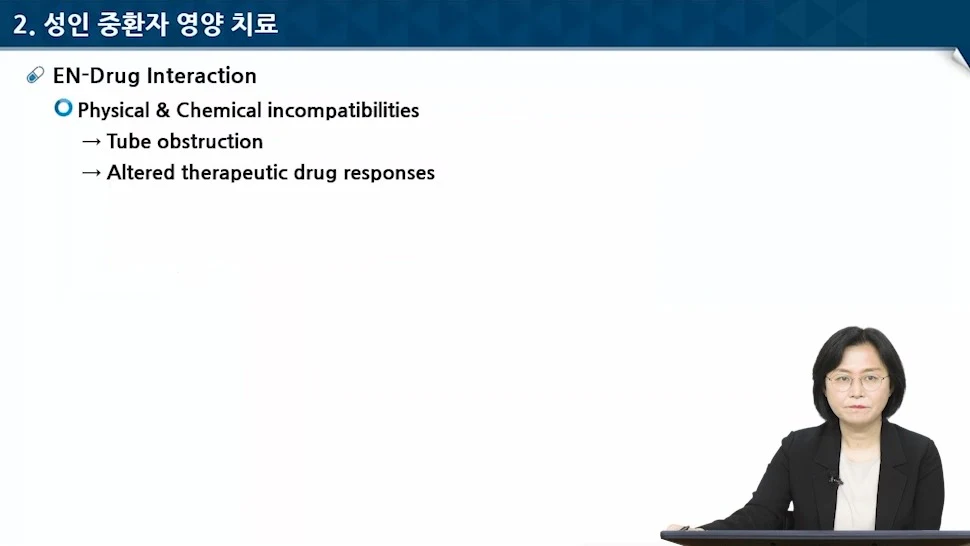 2. 성인 중환자 영양 치료
EN-Drug Interaction
Physical & Chemical incompatibilities
→ Tube obstruction
→ Altered therapeutic drug responses